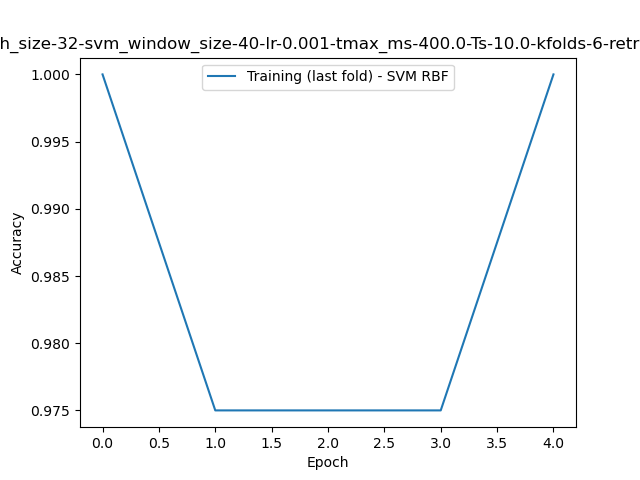 h_size-32-svm_window_size-40-lr-0.001-tmax_ms-400.0-Ts-10.0-kfolds-6-retr
Training (last fold) - SVM RBF
1.000
0.995
0.990
0.985
0.980
0.975
Accuracy
0.0 0.5 1.0 1.5 2.0 2.5 3.0 3.5 4.0
Epoch